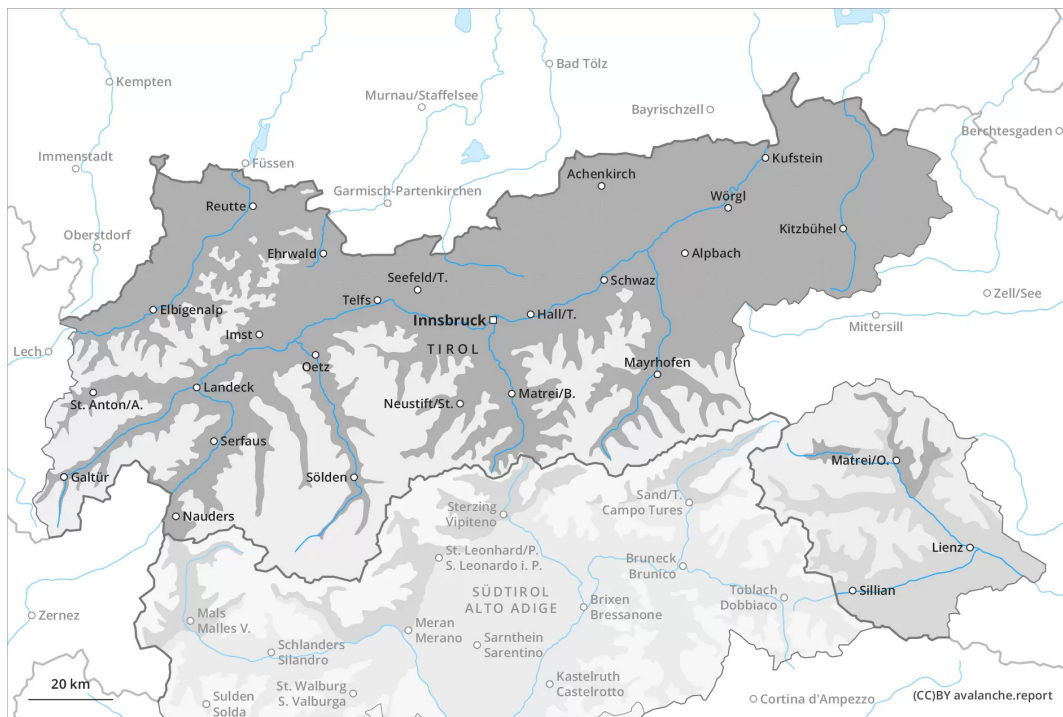 Kempten
Bad Tölz
Murnau/Staffelsee
Bayrischzell
Berchtesgaden
Immenstadt
Füssen
Kufstein
Garmisch-Partenkirchen
Achenkirch
Reutte
Wörgl
Oberstdorf
Kitzbühel
Ehrwald
Alpbach
Seefeld/T.
Schwaz
Zell/See
Telfs
Elbigenalp
Innsbruck
Hall/T.
Mittersill
Imst
TIROL
Lech
Oetz
Mayrhofen
Landeck
St. Anton/A.
Neustift/St.
Matrei/B.
Serfaus
Matrei/O.
Galtür
Sölden
Sterzing
Vipiteno
Sand/T.
Campo Tures
Nauders
Lienz
St. Leonhard/P.
S. Leonardo i. P.
Bruneck
Brunico
SÜDTIROL
ALTO ADIGE
Sillian
Toblach
Dobbiaco
Zernez
Mals
Malles V.
Brixen
Bressanone
Meran
Merano
Schlanders
Silandro
Sarnthein
Sarentino
20 km
Sulden
Solda
St. Walburg
S. Valburga
Kastelruth
Castelrotto
Cortina d'Ampezzo
(CC)BY avalanche.report